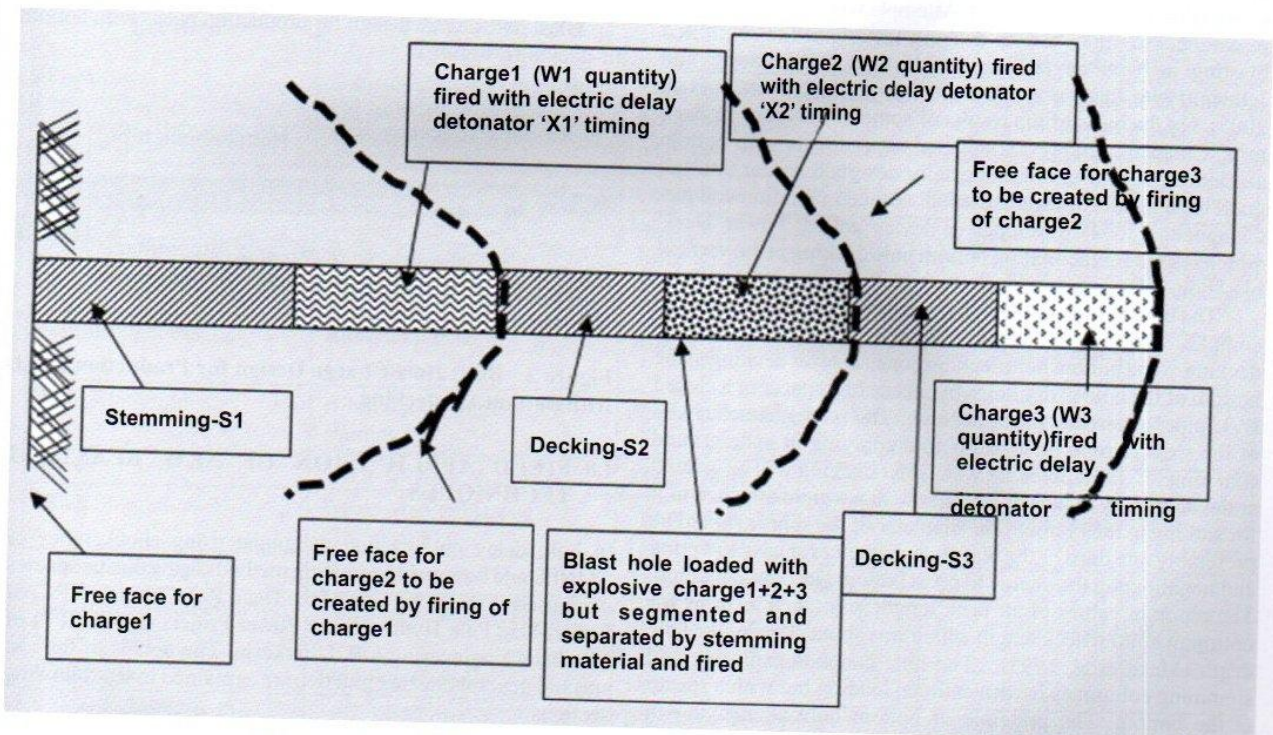 Charge1 (W1 quantity)
fired with electric delay
detonator ‘X1’ timing
Charge2 (W2 quantity) fired
with electric delay detonator
‘X2’ timing
Free face for charge3
to be created by firing
of charge2
Stemming-S1
Decking-S2
Charge3 (W3
quantity)fired with
electric delay
detonator timing
Free face for
charge1
Free face for
charge2 to be
created by firing of
charge1
Blast hole loaded with
explosive charge1+2+3
but segmented and
separated by stemming
material and fired
Decking-S3